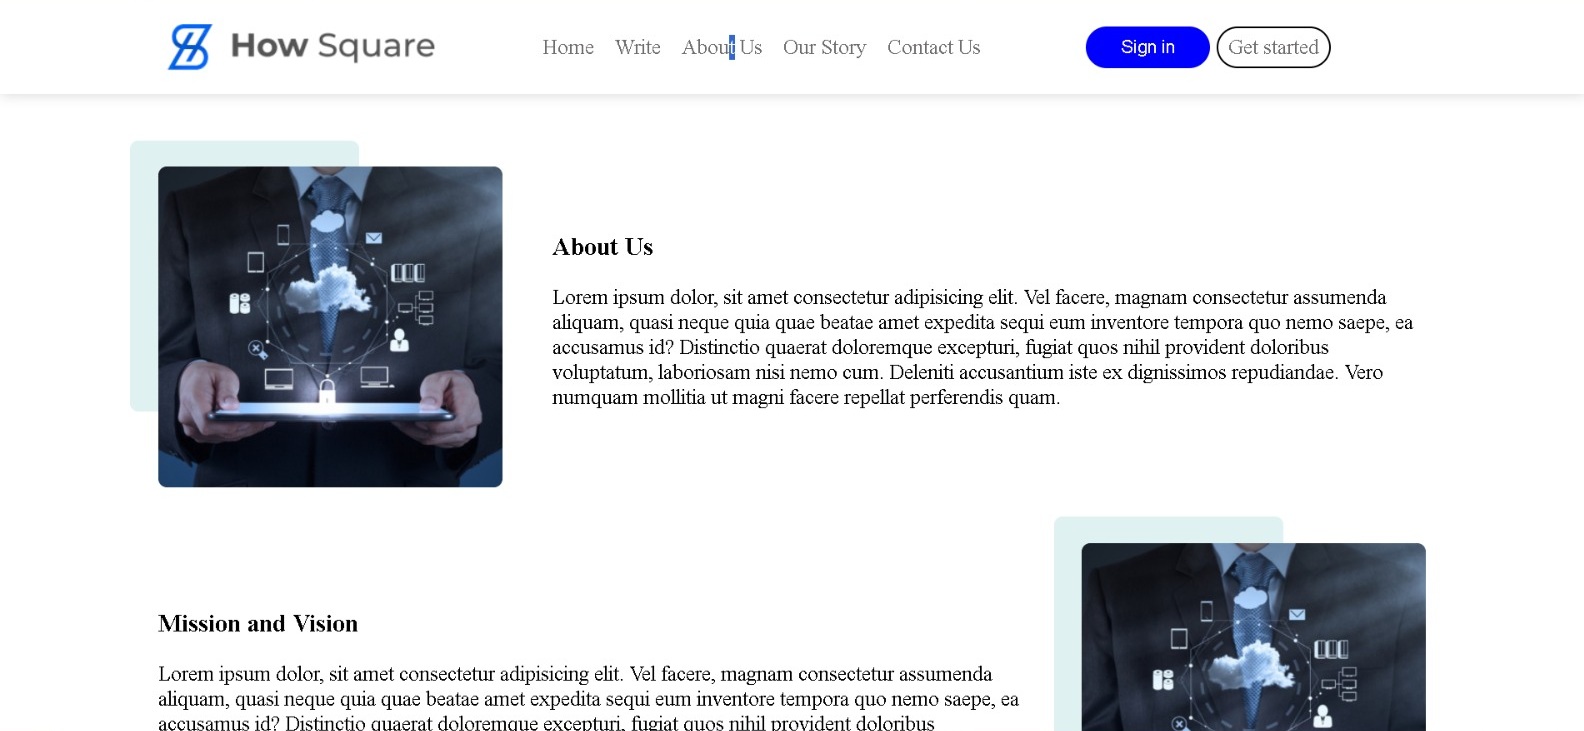 How Square
Home Write About Us Our Story Contact Us Sign in Get started
About Us
Lorem ipsum dolor, sit amet consectetur adipisicing elit. Vel facere, magnam consectetur assumenda
aliquam, quasi neque quia quae beatae amet expedita sequi eum inventore tempora quo nemo saepe, ea
accusamus id? Distinctio quaerat doloremque excepturi, fugiat quos nihil provident doloribus
voluptatum, laboriosam nisi nemo cum. Deleniti accusantium iste ex dignissimos repudiandae. Vero
numquam mollitia ut magni facere repellat perferendis quam.
Mission and Vision
Lorem ipsum dolor, sit amet consectetur adipisicing elit. Vel facere, magnam consectetur assumenda
aliquam, quasi neque quia quae beatae amet expedita sequi eum inventore tempora quo nemo saepe, ea
accusamus id? Distinctio quaerat doloremque excepturi, fugiat quos nihil provident doloribus